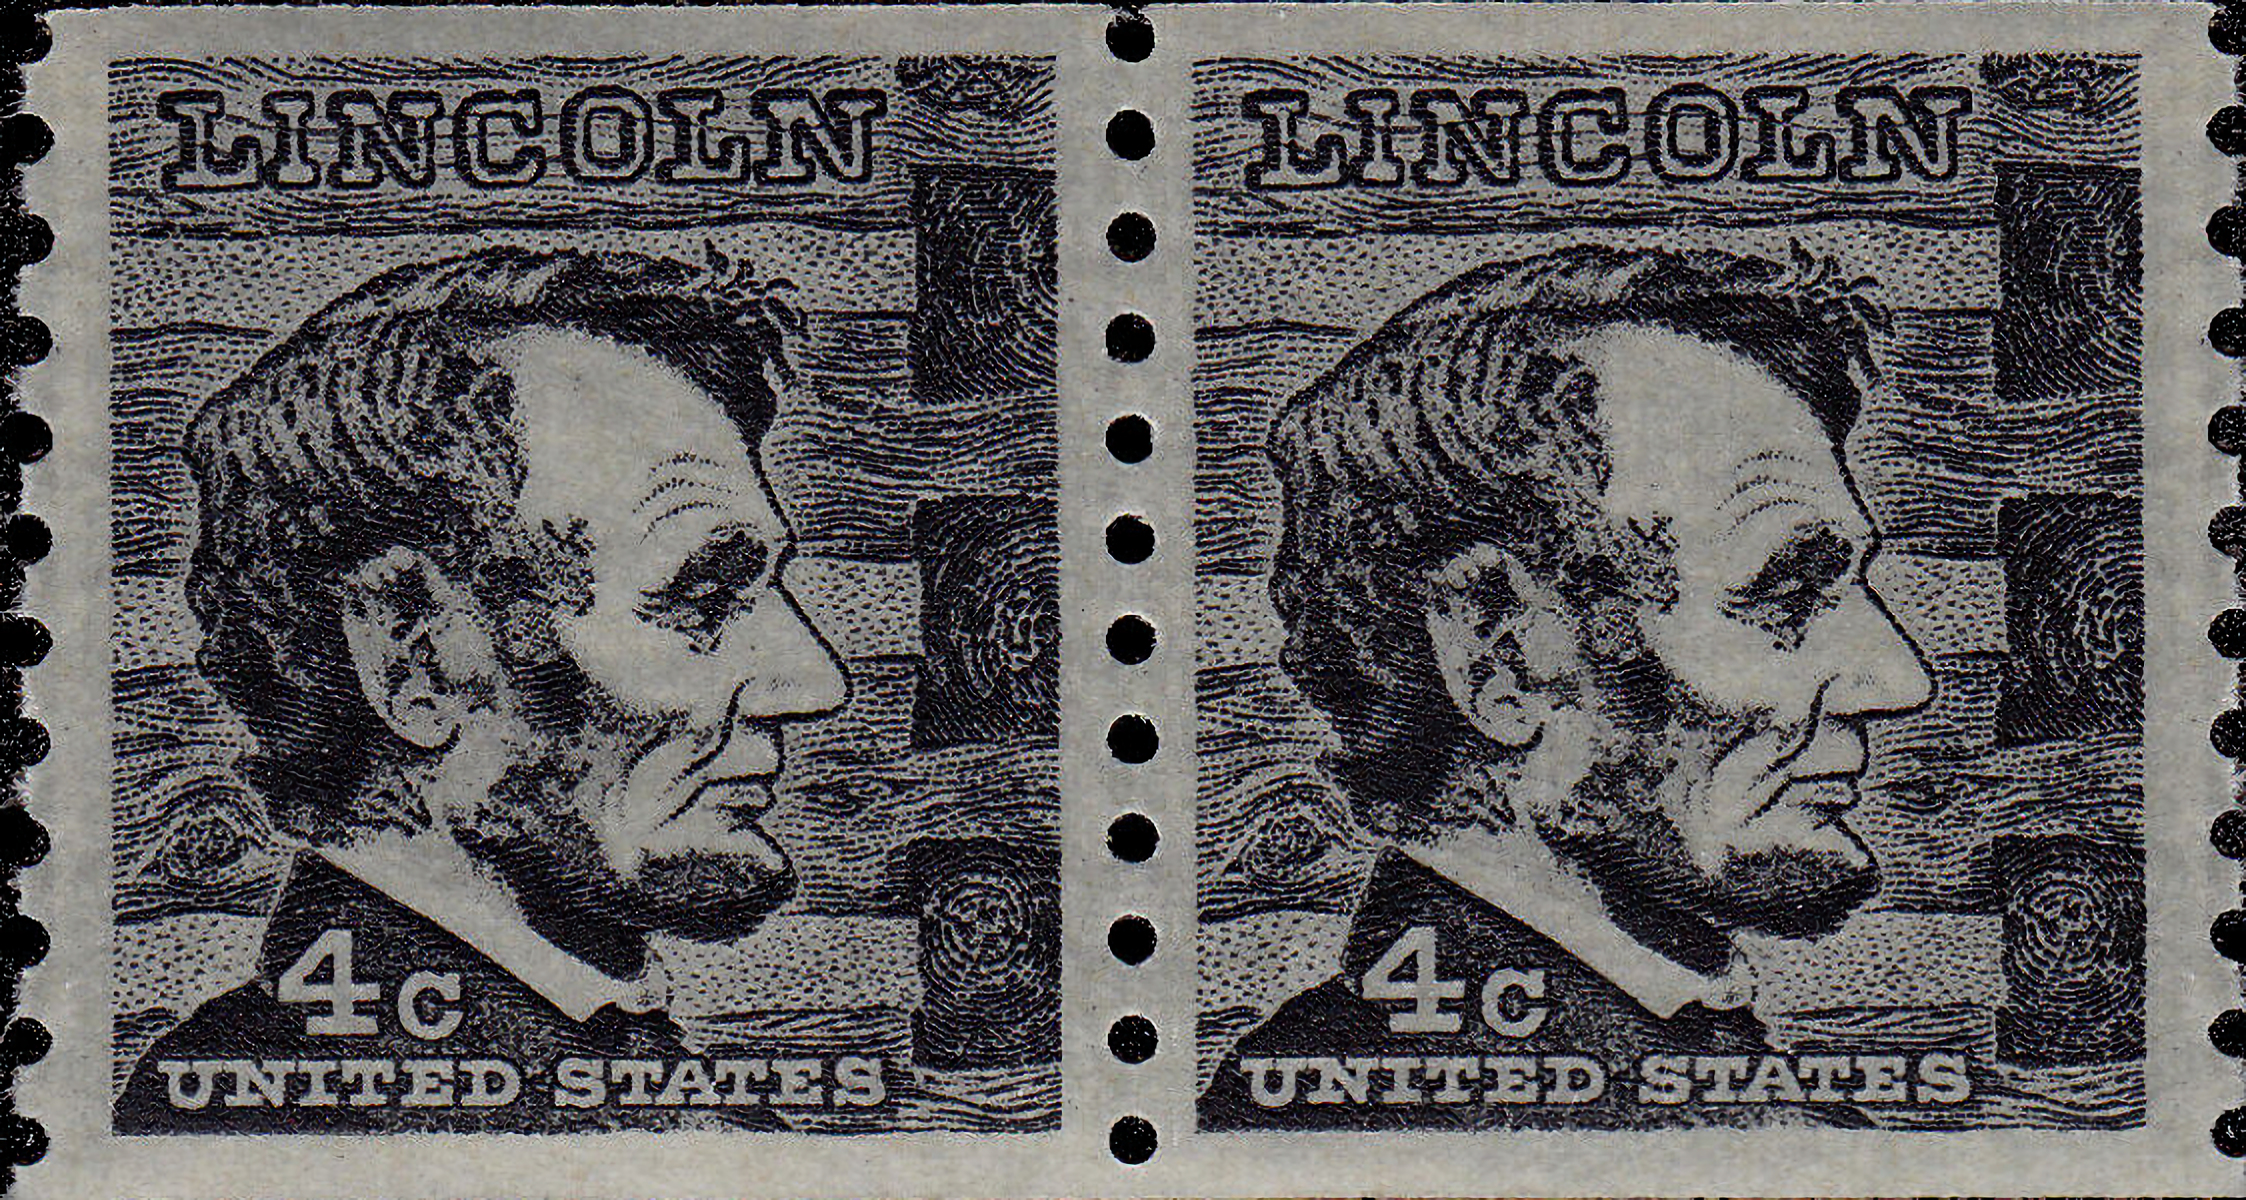 LINCOLN
4c
UNITED STATES
LINCOLN
4c
UNITED STATES